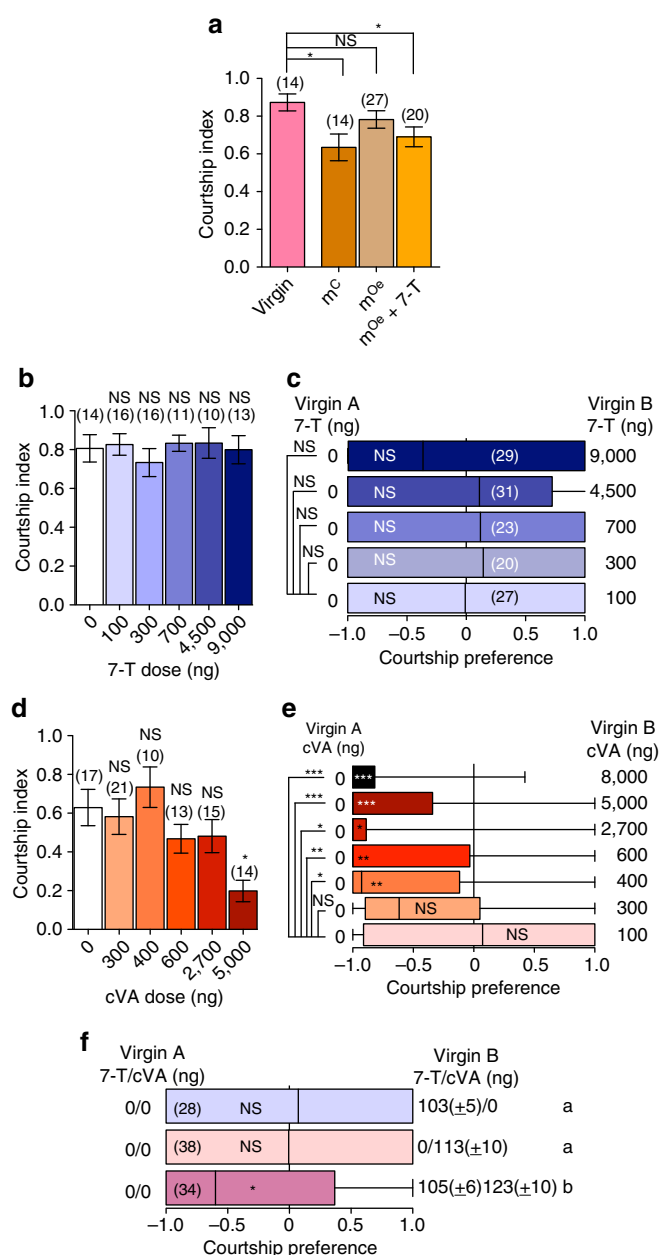 a
*
NS
*
(14)
(14)
(27)
(20)
1.0
0.8
0.6
0.4
0.2
0.0
Courtship index
Virgin
mC
mOe
mOe + 7-T
b
NS NS NS NS NS
(14) (16) (16) (11) (10) (13)
1.0
0.8
0.6
0.4
0.2
0.0
Courtship index
0 100 300 700 4,500 9,000
7-T dose (ng)
c
Virgin A
7-T (ng)
Virgin B
7-T (ng)
NS 0 NS (29) 9,000
NS 0 NS (31) 4,500
NS 0 NS (23) 700
NS 0 NS (20) 300
0 NS (27) 100
−1.0 0 1.0
Courtship preference
d
(17)
NS
(21)
NS
(10)
NS
(13)
NS
(15)
*
(14)
1.0
0.8
0.6
0.4
0.2
0.0
Courtship index
0 300 400 600 2,700 5,000
cVA dose (ng)
e
Virgin A
cVA (ng)
Virgin B
cVA (ng)
*** 0 *** 8,000
*** 0 *** 5,000
* 0 * 2,700
** 0 ** 600
* 0 ** 400
NS 0 NS 300
0 NS 100
−1.0 −0.5 0 0.5 1.0
Courtship preference
f
Virgin A
7-T/cVA (ng)
Virgin B
7-T/cVA (ng)
0/0 (28) NS 103(±5)/0 a
0/0 (38) NS 0/113(±10) a
0/0 (34) * 105(±6)123(±10) b
−1.0 −0.5 0 0.5 1.0
Courtship preference